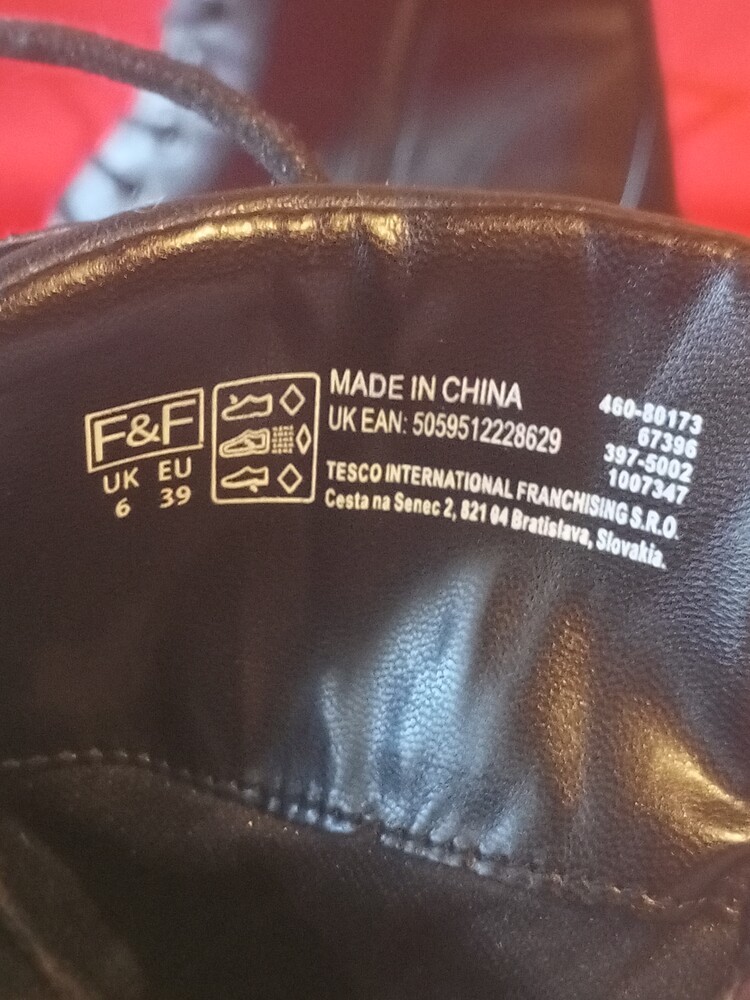 F&F
UK EU
6 39
MADE IN CHINA
UK EAN: 5059512228629
TESCO INTERNATIONAL FRANCHISING S.R.O.
Cesta na Senec 2, 821 04 Bratislava, Slovakia.
460-80173
67396
397-5002
1007347